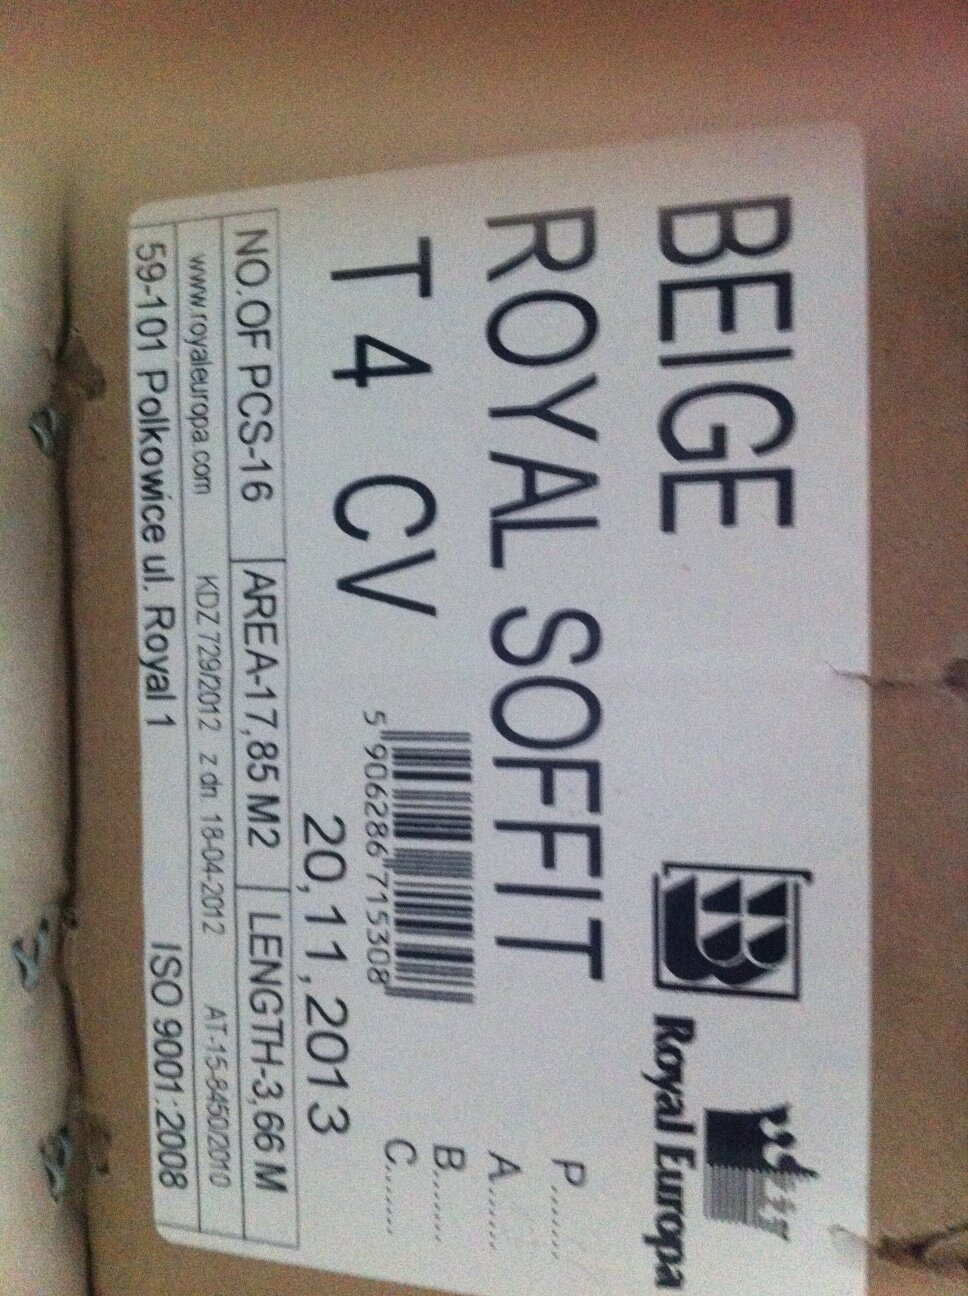 BEIGE
Royal Europa
ROYAL SOFFIT
T 4 CV
5 906286 715308
20,11,2013
P.......
A.......
B.......
C.......
NO.OF PCS-16 AREA-17,85 M2 LENGTH-3,66 M
www.royaleuropa.com KDZ 729/2012 z dn. 18-04-2012 AT-15-8450/2010
59-101 Polkowice ul. Royal 1 ISO 9001:2008